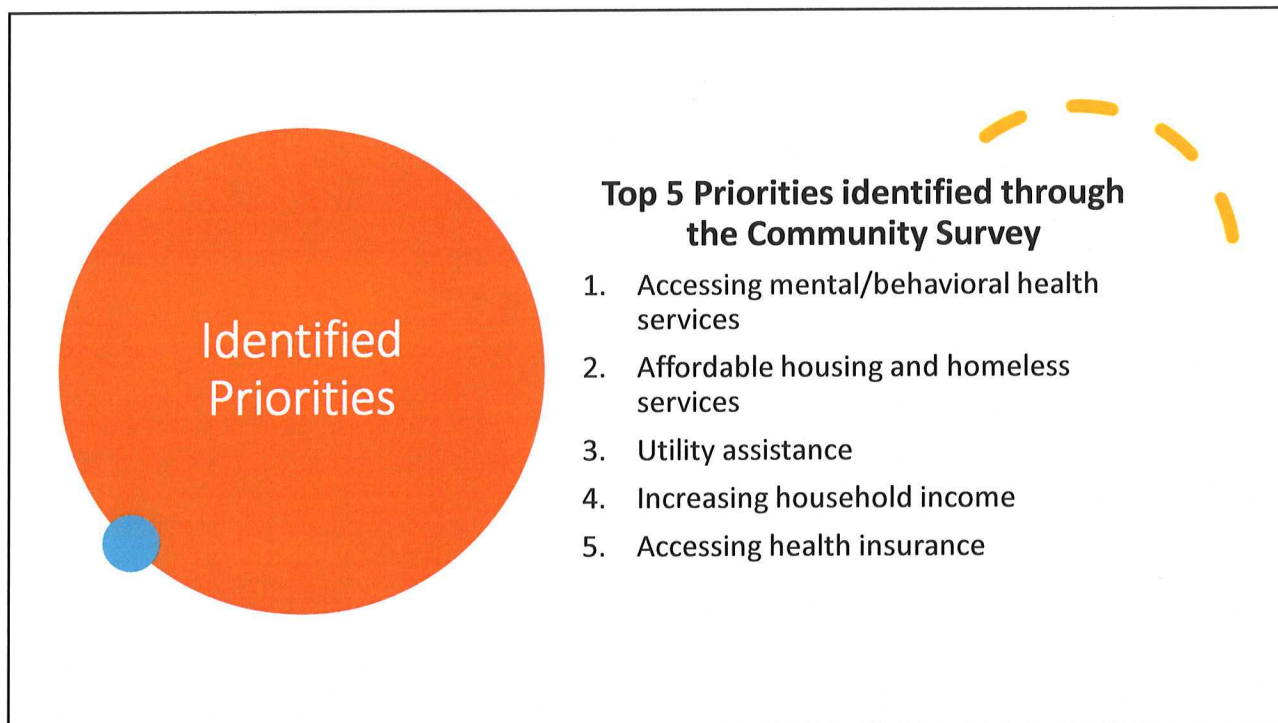 Identified
Priorities
Top 5 Priorities identified through
the Community Survey
1. Accessing mental/behavioral health
services
2. Affordable housing and homeless
services
3. Utility assistance
4. Increasing household income
5. Accessing health insurance